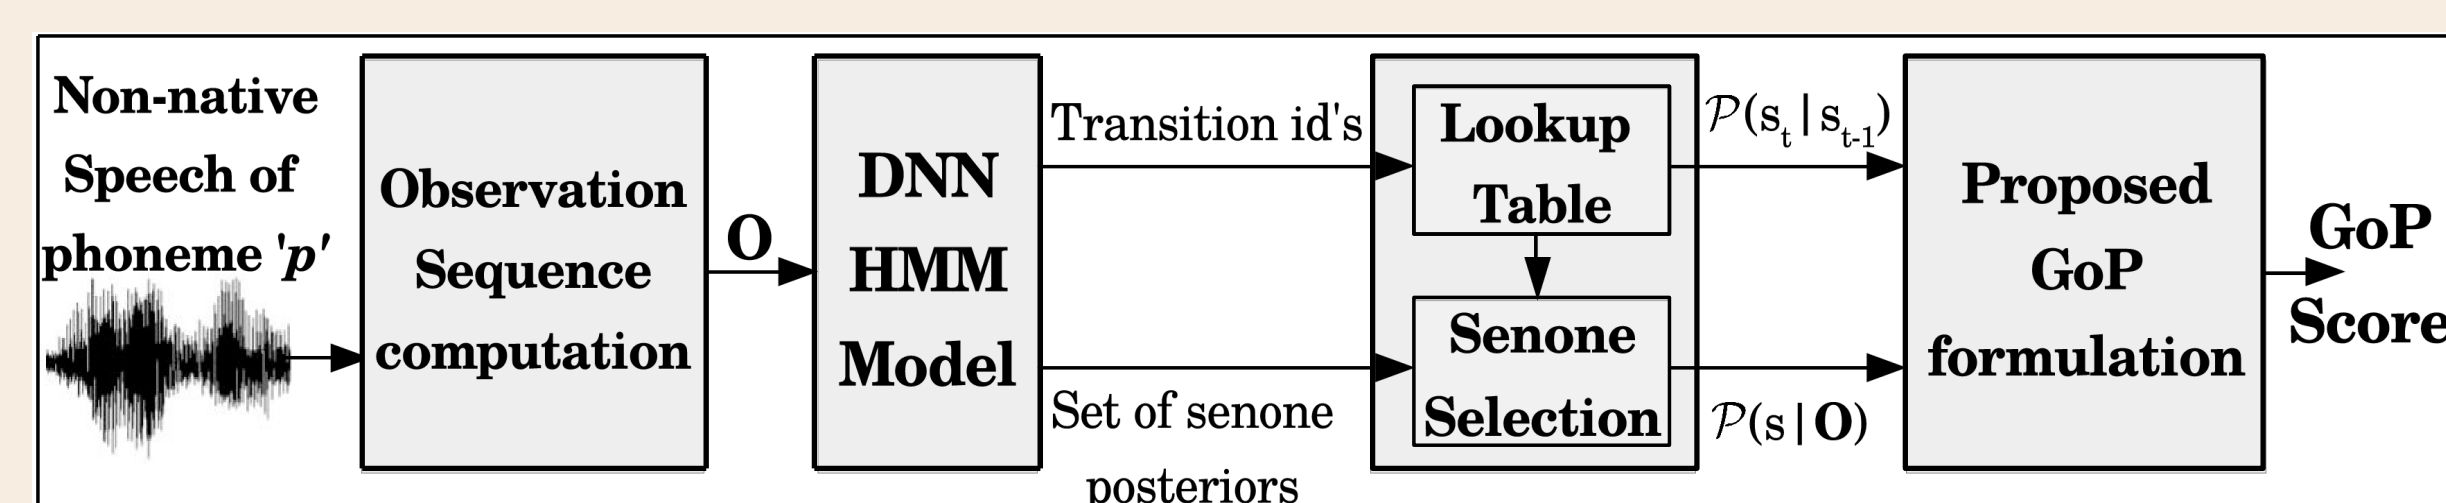 Non-native
Speech of
phoneme 'p'
Observation
Sequence
computation
O
DNN
HMM
Model
Transition id's
Set of senone
posteriors
Lookup
Table
Senone
Selection
𝒫(sₜ|sₜ₋₁)
𝒫(s|O)
Proposed
GoP
formulation
GoP
Score